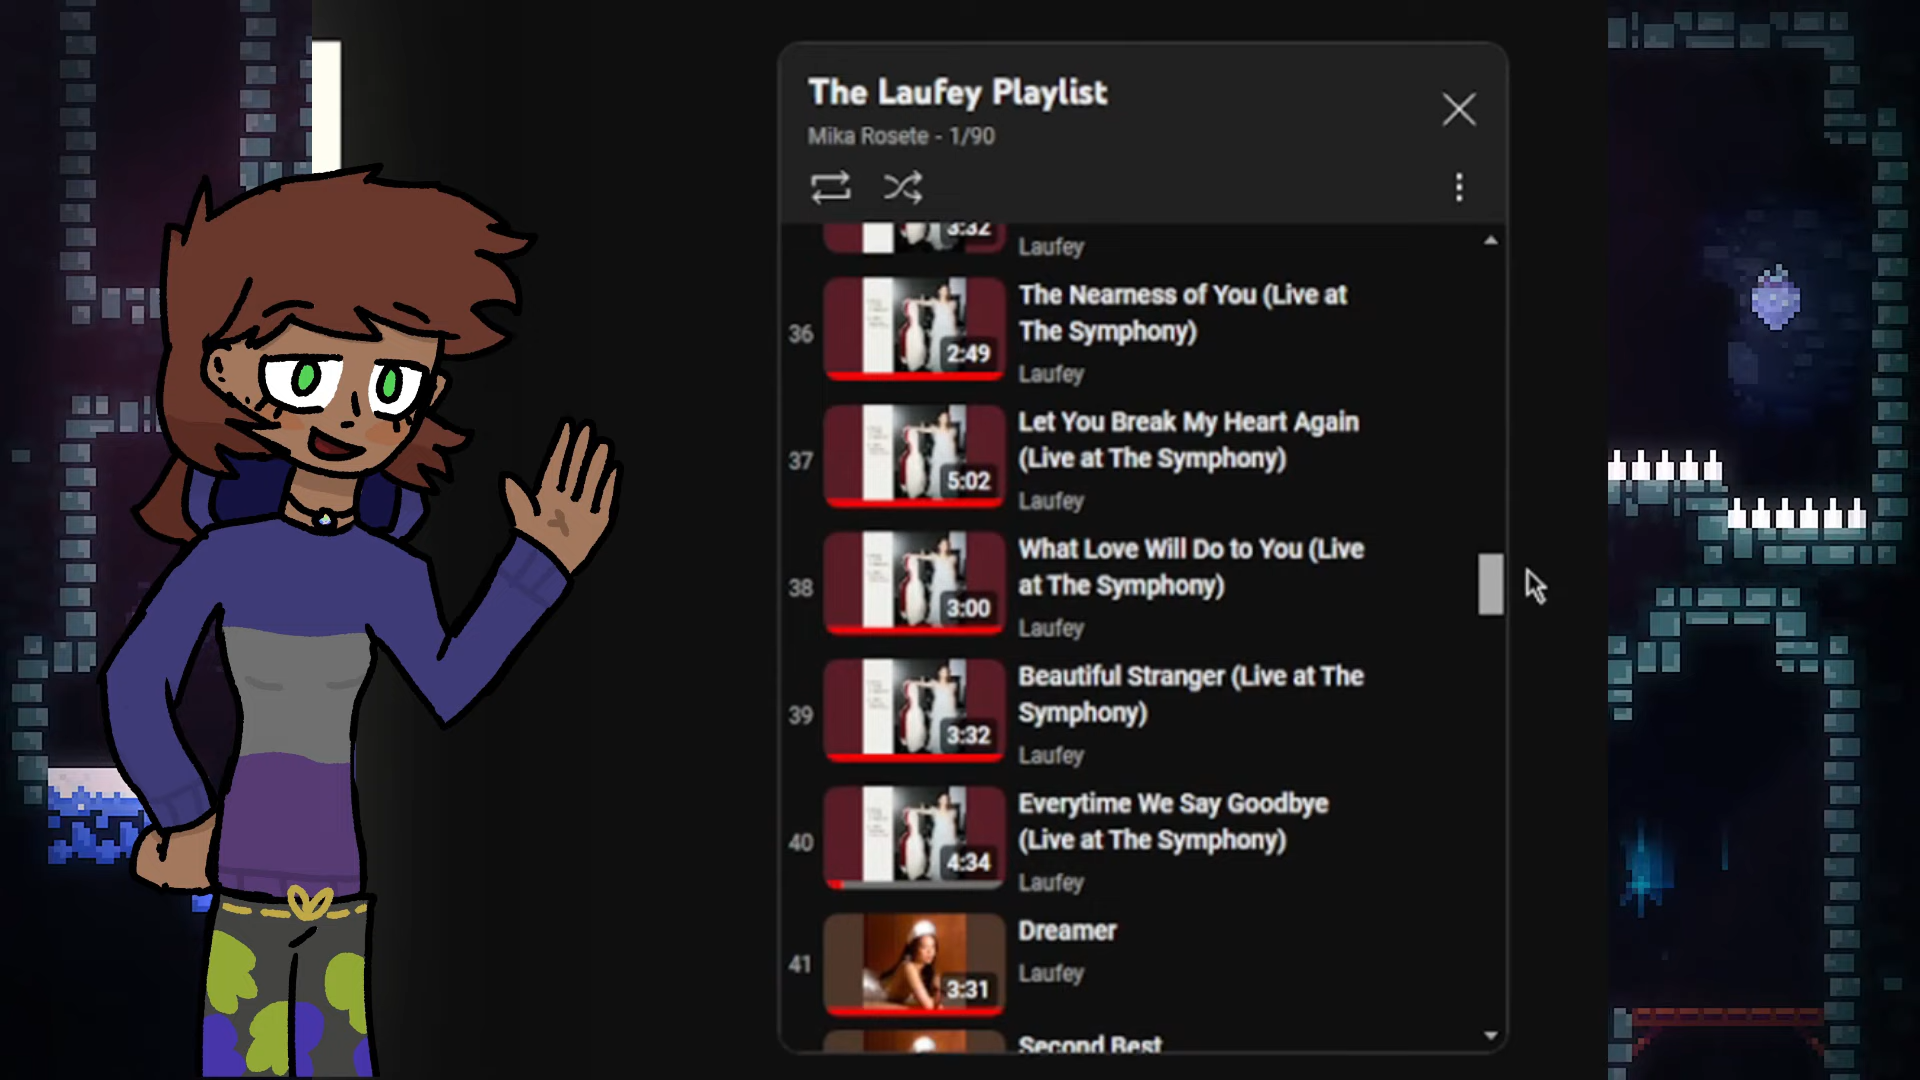 The Laufey Playlist
Mika Rosete - 1/90
3:32
Laufey
36
2:49
The Nearness of You (Live at
The Symphony)
Laufey
37
5:02
Let You Break My Heart Again
(Live at The Symphony)
Laufey
38
3:00
What Love Will Do to You (Live
at The Symphony)
Laufey
39
3:32
Beautiful Stranger (Live at The
Symphony)
Laufey
40
4:34
Everytime We Say Goodbye
(Live at The Symphony)
Laufey
41
3:31
Dreamer
Laufey
Second Best